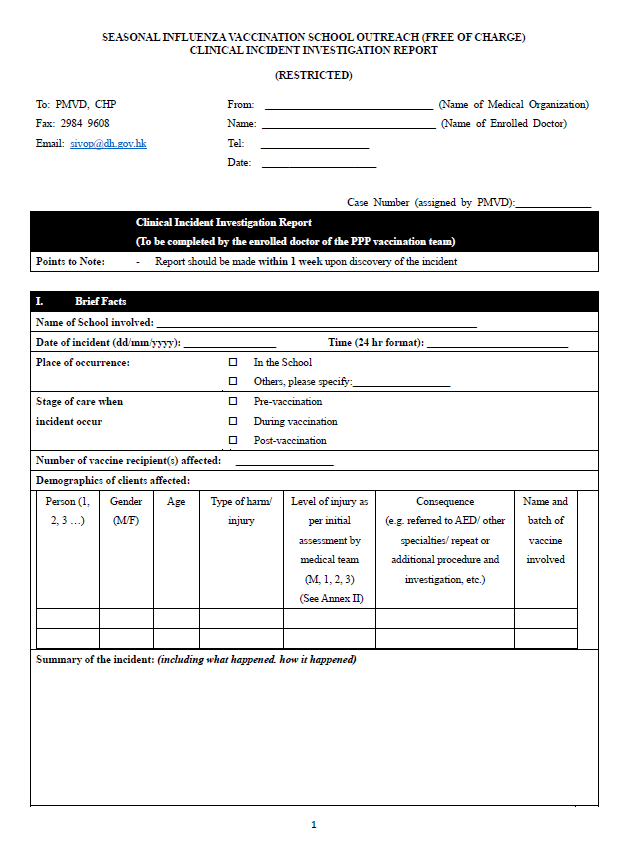 SEASONAL INFLUENZA VACCINATION SCHOOL OUTREACH (FREE OF CHARGE)
CLINICAL INCIDENT INVESTIGATION REPORT
(RESTRICTED)
To: PMVD, CHP
From: ________________ (Name of Medical Organization)
Fax: 2984 9608
Name: ________________ (Name of Enrolled Doctor)
Email: sivop@dh.gov.hk
Tel: ________________
Date: ________________
Case Number (assigned by PMVD):________________
Clinical Incident Investigation Report
(To be completed by the enrolled doctor of the PPP vaccination team)
Points to Note: - Report should be made within 1 week upon discovery of the incident
I. Brief Facts
Name of School involved: ________________
Date of incident (dd/mm/yyyy): ________________ Time (24 hr format): ________________
Place of occurrence: ☐ In the School
☐ Others, please specify:________________
Stage of care when ☐ Pre-vaccination
incident occur ☐ During vaccination
☐ Post-vaccination
Number of vaccine recipient(s) affected: ________________
Demographics of clients affected:
Person (1,
2, 3 …)
Gender
(M/F)
Age
Type of harm/
injury
Level of injury as
per initial
assessment by
medical team
(M, 1, 2, 3)
(See Annex II)
Consequence
(e.g. referred to AED/ other
specialties/ repeat or
additional procedure and
investigation, etc.)
Name and
batch of
vaccine
involved
Summary of the incident: (including what happened. how it happened)
1